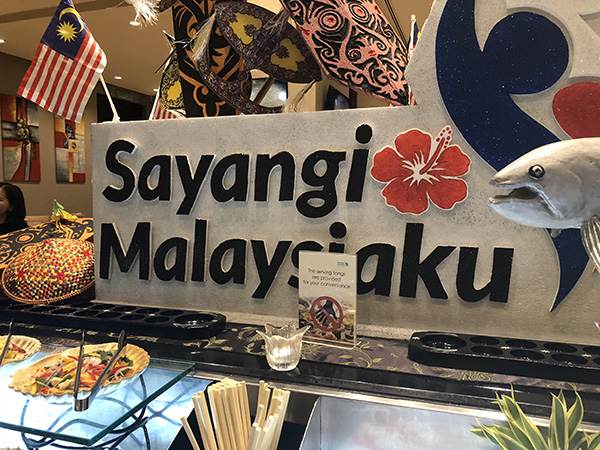 Sayangi
Malaysiaku
The serving tongs
are provided
for your convenience